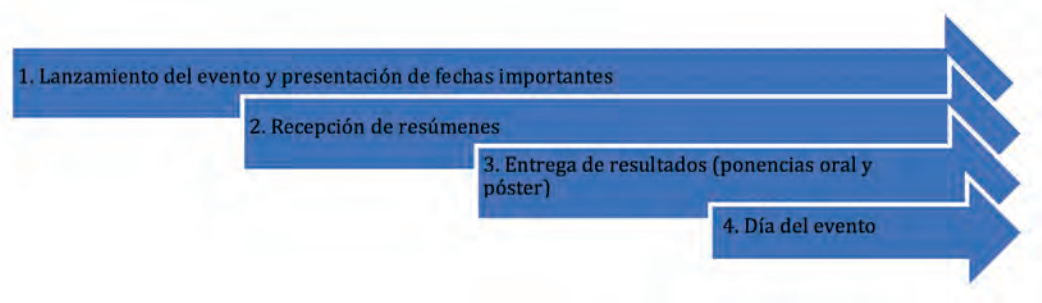 1. Lanzamiento del evento y presentación de fechas importantes
2. Recepción de resúmenes
3. Entrega de resultados (ponencias oral y
póster)
4. Día del evento